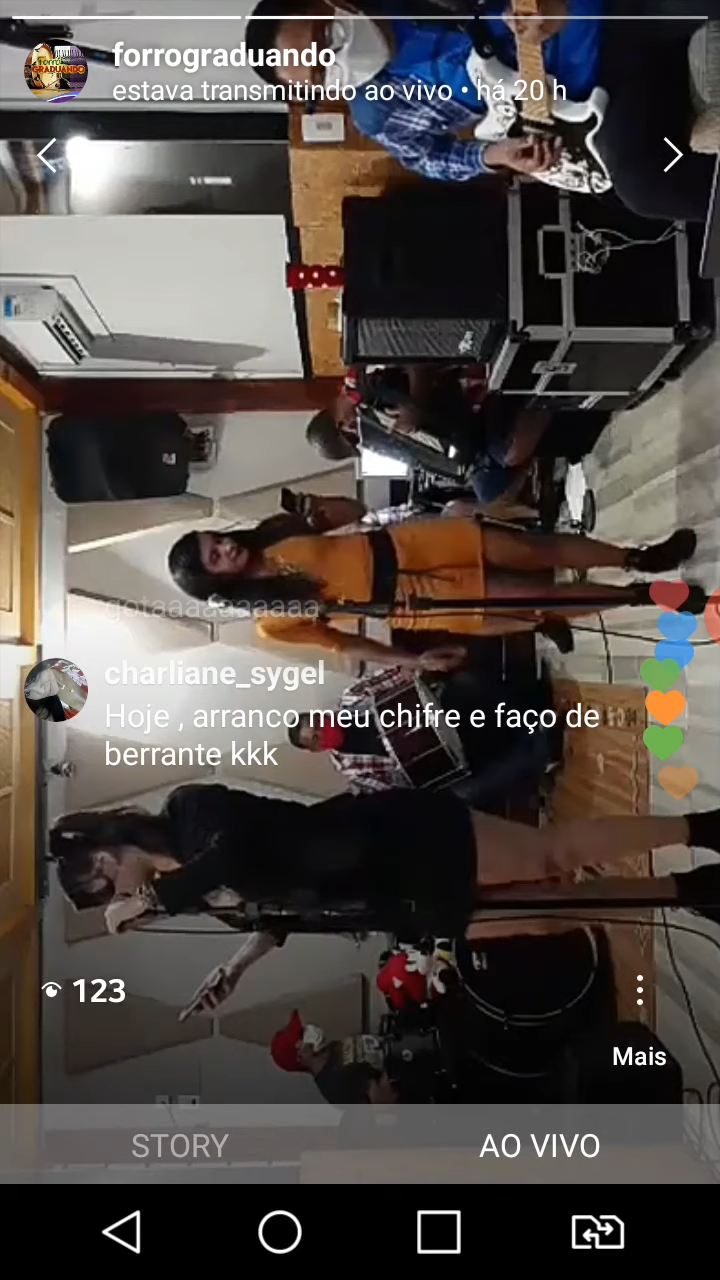 forrograduando
estava transmitindo ao vivo • há 20 h
gotaaaaaaaaaa
charliane_sygel
Hoje , arranco meu chifre e faço de
berrante kkk
123
Mais
STORY
AO VIVO